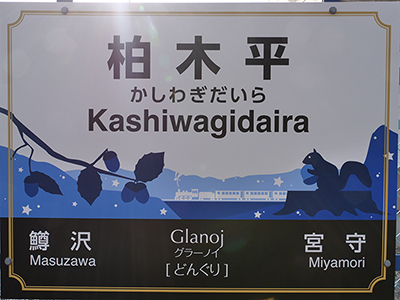 柏木平
かしわぎだいら
Kashiwagidaira
鱒沢
Masuzawa
Glanoj
グラーノイ
[どんぐり]
宮守
Miyamori